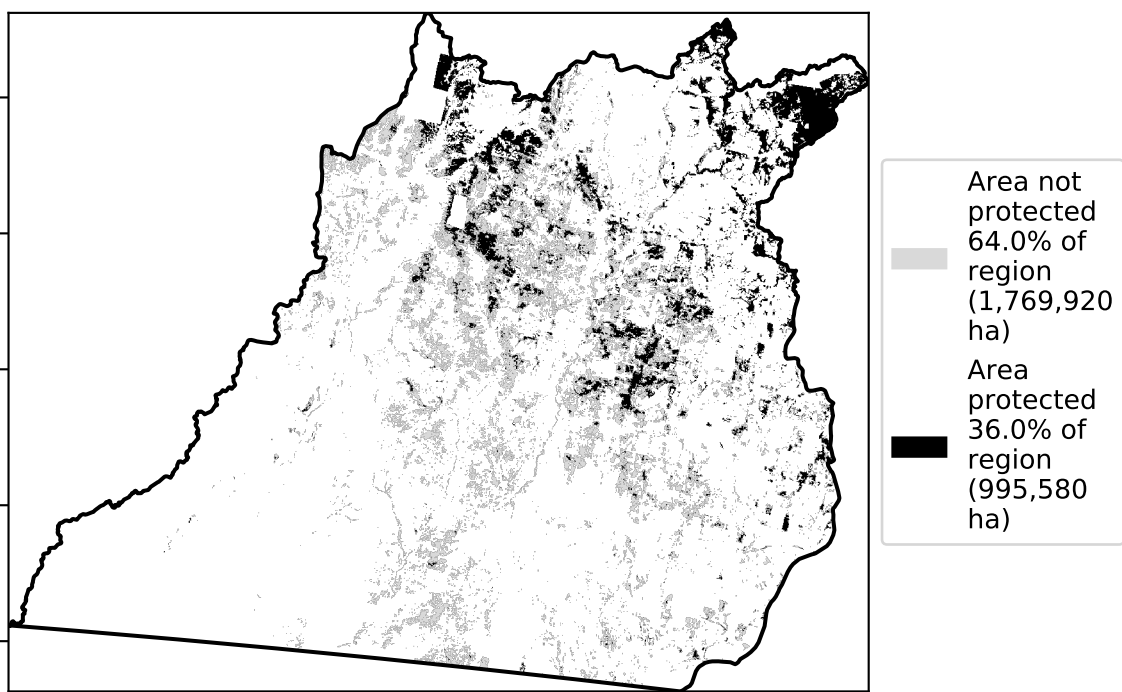 Area not
protected
64.0% of
region
(1,769,920
ha)
Area
protected
36.0% of
region
(995,580
ha)